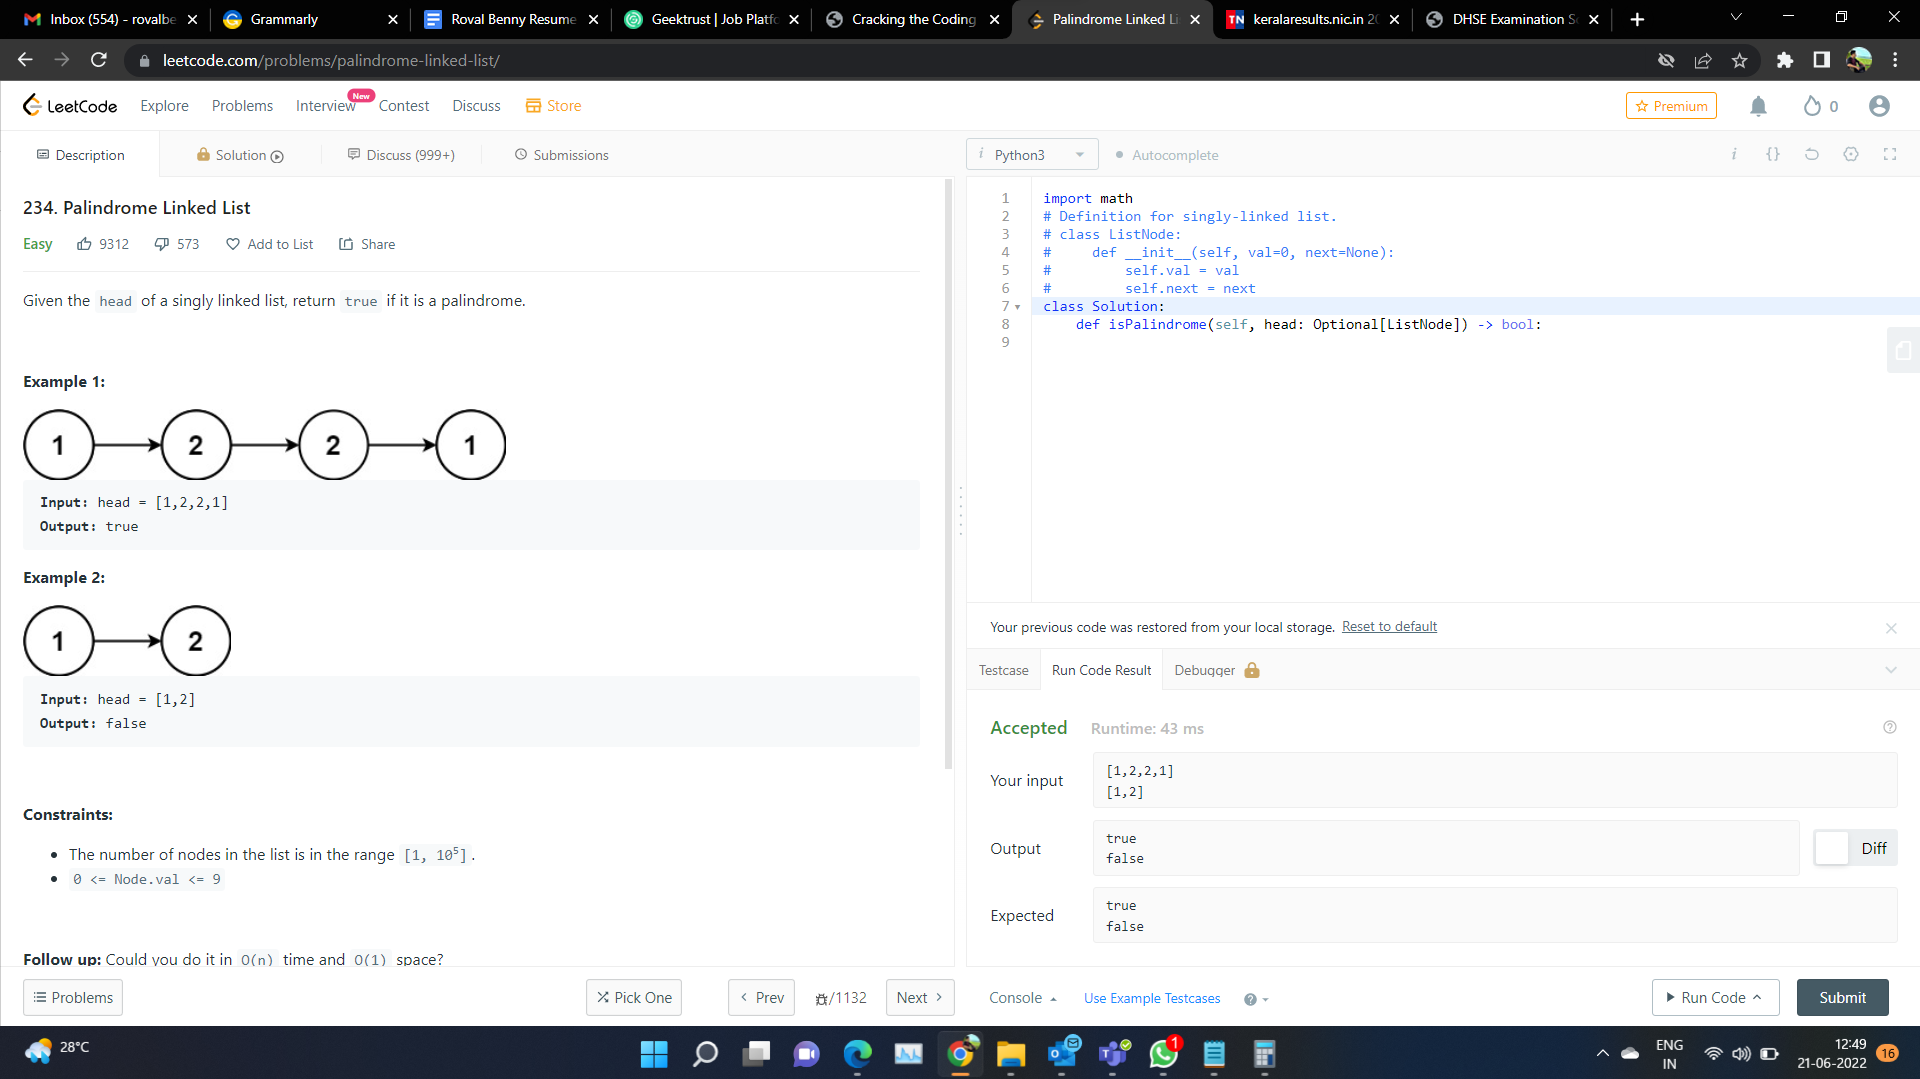 Inbox (554) - rovalbe
Grammarly
Roval Benny Resume
Geektrust | Job Platfo
Cracking the Coding
Palindrome Linked Li
TN keralaresults.nic.in 20
DHSE Examination S
leetcode.com/problems/palindrome-linked-list/
LeetCode Explore Problems Interview New Contest Discuss Store
Premium 0
Description Solution Discuss (999+) Submissions
i Python3 Autocomplete i {}
234. Palindrome Linked List
Easy 9312 573 Add to List Share
Given the head of a singly linked list, return true if it is a palindrome.
Example 1:
1 2 2 1
Input: head = [1,2,2,1]
Output: true
Example 2:
1 2
Input: head = [1,2]
Output: false
Constraints:
• The number of nodes in the list is in the range [1, 10⁵].
• 0 <= Node.val <= 9
Follow up: Could you do it in O(n) time and O(1) space?
Problems Pick One Prev /1132 Next
1 import math
2 # Definition for singly-linked list.
3 # class ListNode:
4 #     def __init__(self, val=0, next=None):
5 #         self.val = val
6 #         self.next = next
7 class Solution:
8     def isPalindrome(self, head: Optional[ListNode]) -> bool:
9
Your previous code was restored from your local storage. Reset to default
Testcase Run Code Result Debugger
Accepted Runtime: 43 ms
Your input
[1,2,2,1]
[1,2]
Output
true
false
Diff
Expected
true
false
Console Use Example Testcases Run Code Submit
28°C
1
ENG
IN
12:49
21-06-2022
16